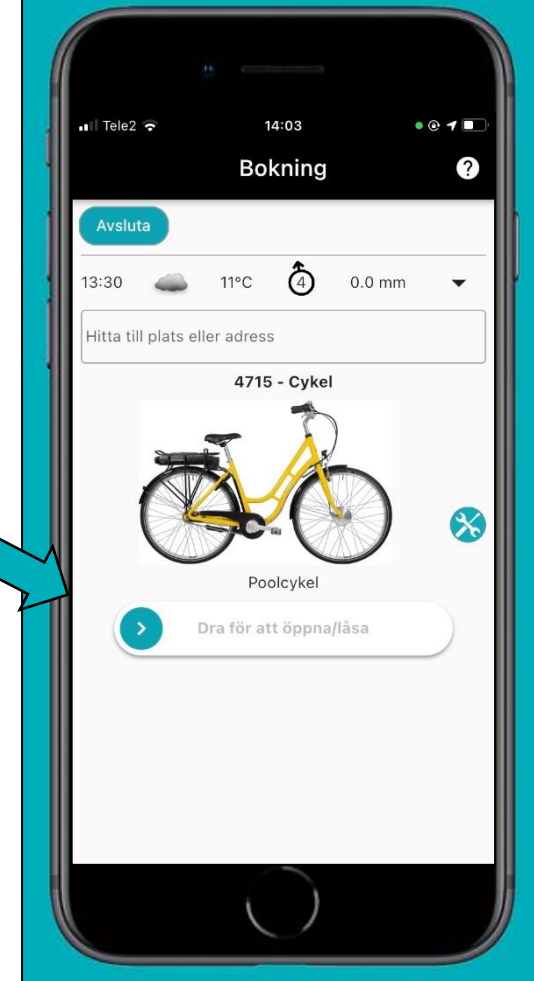 Tele2 14:03
Bokning ?
Avsluta
13:30 11°C 4 0.0 mm
Hitta till plats eller adress
4715 - Cykel
Poolcykel
Dra för att öppna/låsa